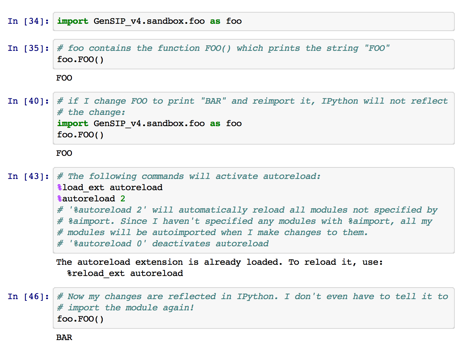 In [34]: import GenSIP_v4.sandbox.foo as foo
In [35]: # foo contains the function FOO() which prints the string "FOO"
foo.FOO()
FOO
In [40]: # if I change FOO to print "BAR" and reimport it, IPython will not reflect
# the change:
import GenSIP_v4.sandbox.foo as foo
foo.FOO()
FOO
In [43]: # The following commands will activate autoreload:
%load_ext autoreload
%autoreload 2
# '%autoreload 2' will automatically reload all modules not specified by
# %aimport. Since I haven't specified any modules with %aimport, all my
# modules will be autoimported when I make changes to them.
# '%autoreload 0' deactivates autoreload
The autoreload extension is already loaded. To reload it, use:
%reload_ext autoreload
In [46]: # Now my changes are reflected in IPython. I don't even have to tell it to
# import the module again!
foo.FOO()
BAR